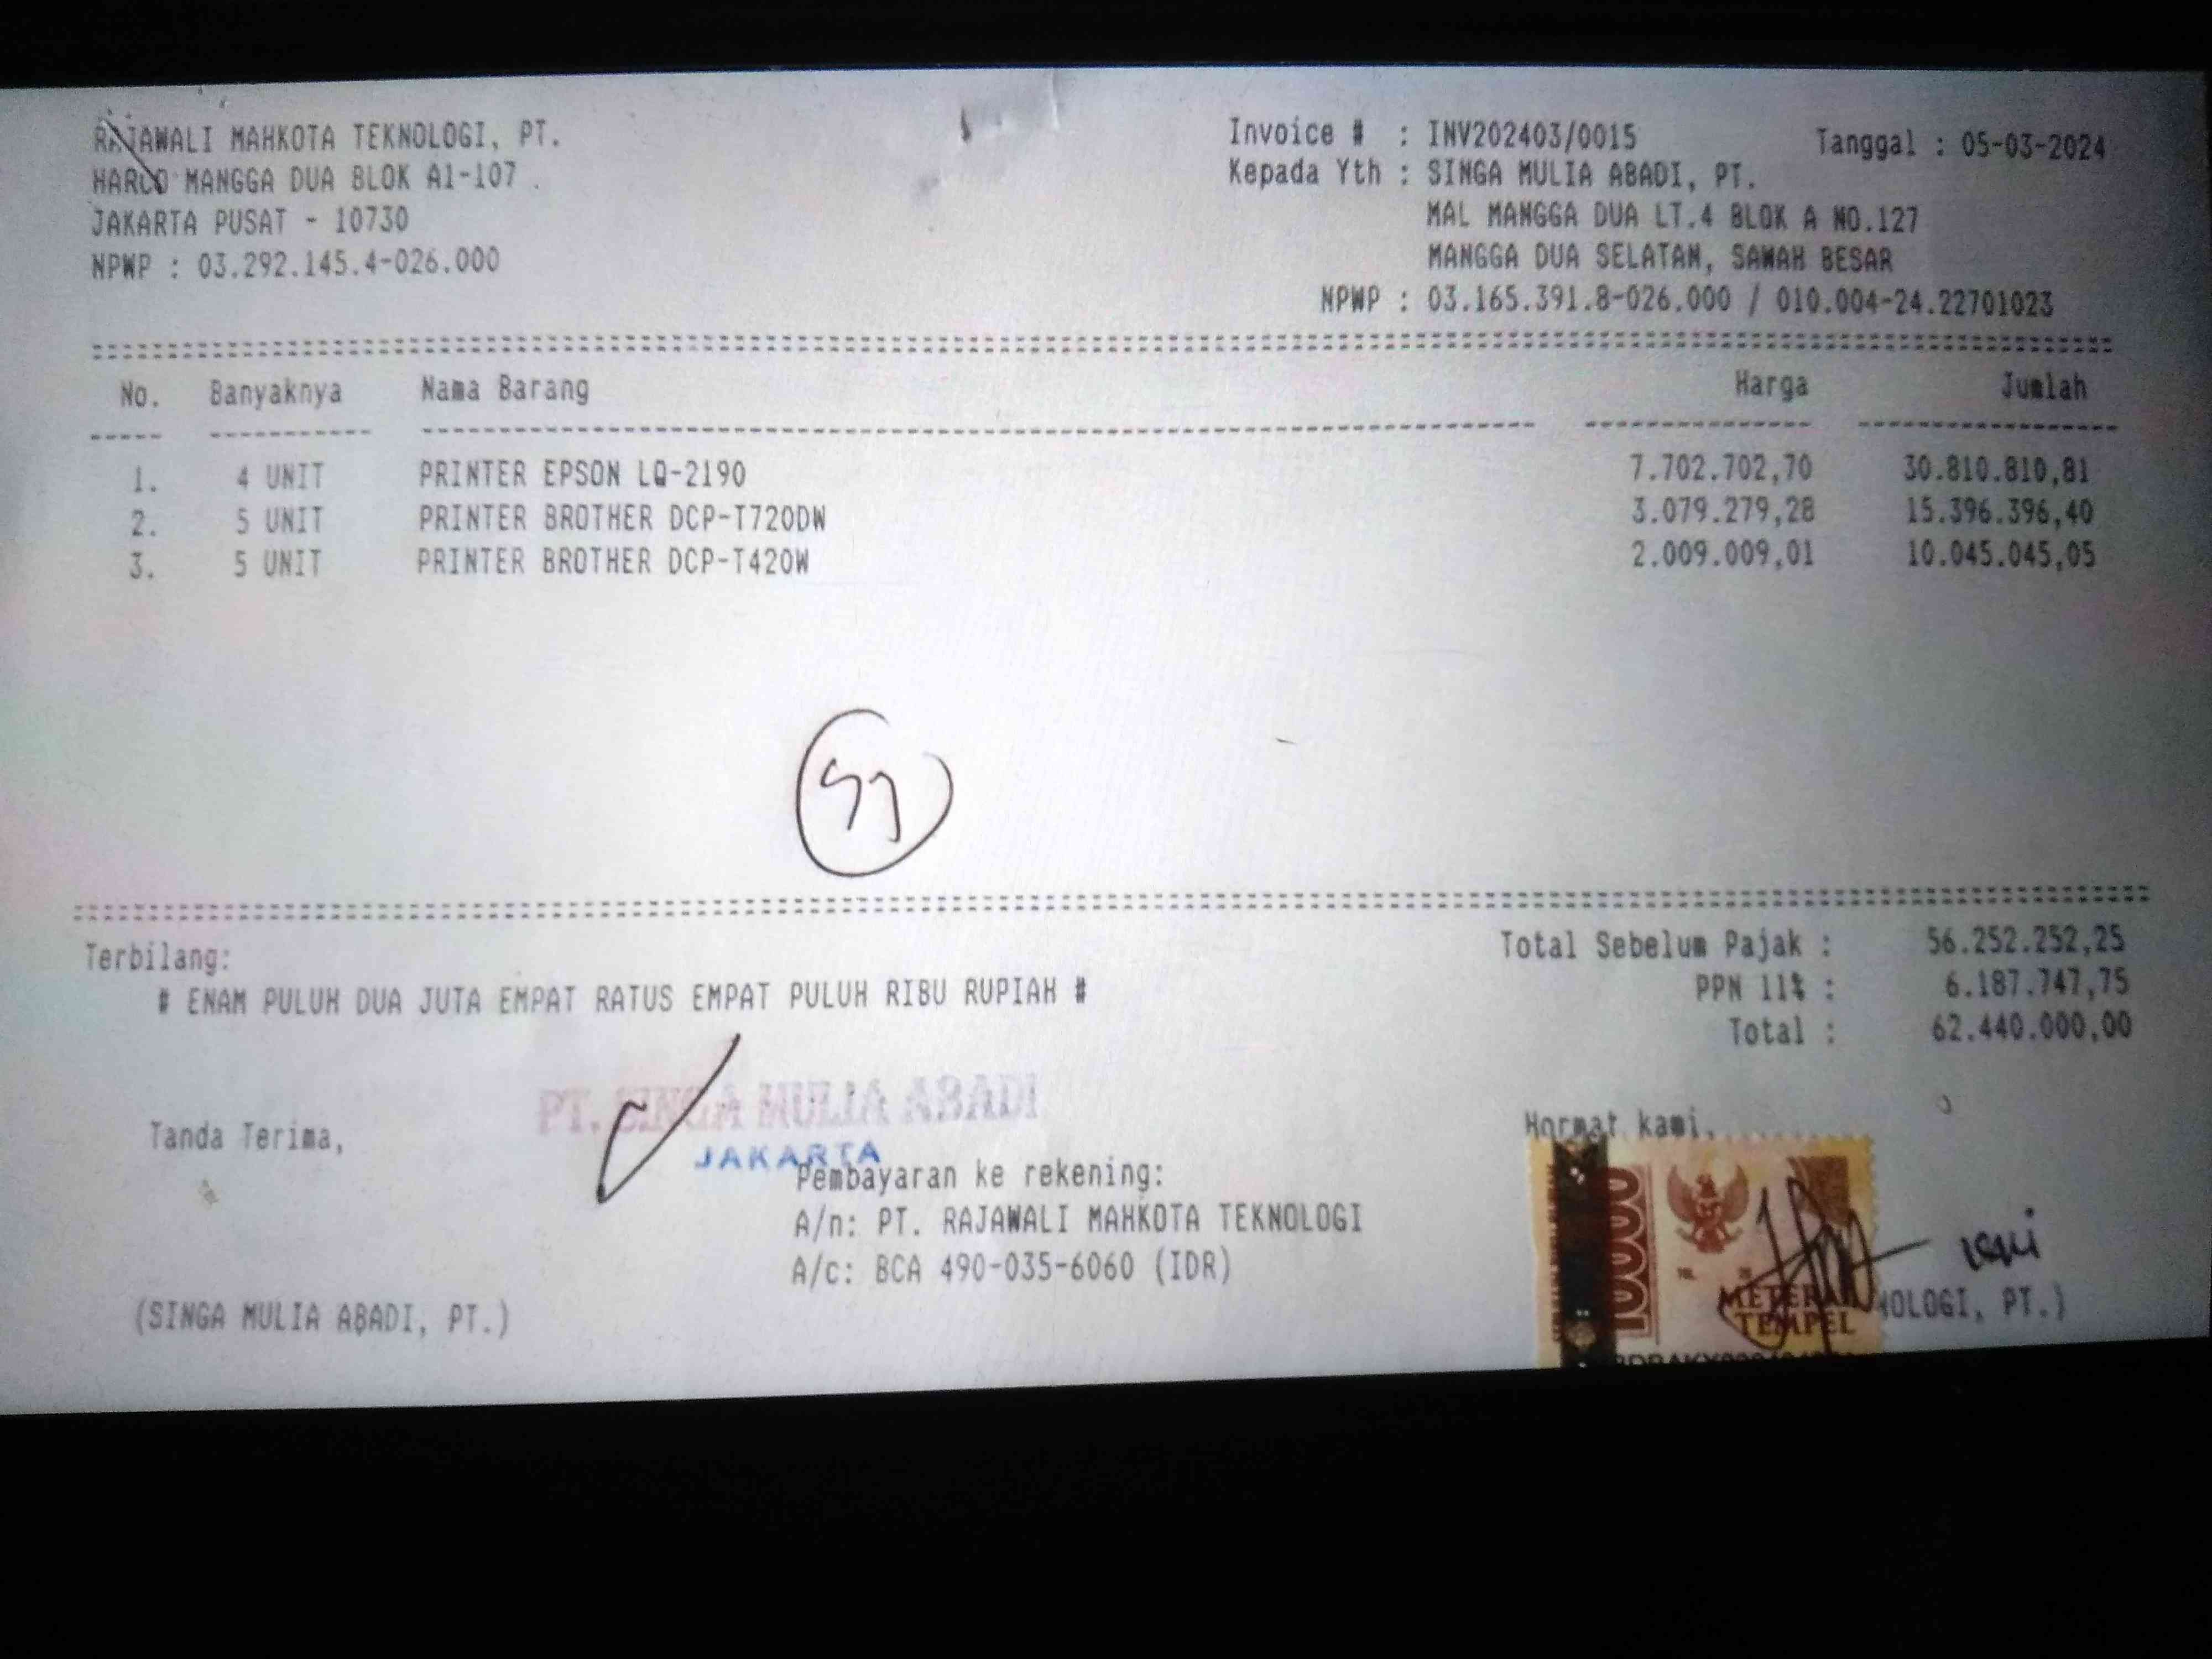 RAJAWALI MAHKOTA TEKNOLOGI, PT.
HARCO MANGGA DUA BLOK A1-107
JAKARTA PUSAT - 10730
NPWP : 03.292.145.4-026.000
Invoice # : INV202403/0015 Tanggal : 05-03-2024
Kepada Yth : SINGA MULIA ABADI, PT.
MAL MANGGA DUA LT.4 BLOK A NO.127
MANGGA DUA SELATAN, SAWAH BESAR
NPWP : 03.165.391.8-026.000 / 010.004-24.22701023
No. Banyaknya Nama Barang Harga Jumlah
1. 4 UNIT PRINTER EPSON LQ-2190 7.702.702,70 30.810.810,81
2. 5 UNIT PRINTER BROTHER DCP-T720DW 3.079.279,28 15.396.396,40
3. 5 UNIT PRINTER BROTHER DCP-T420W 2.009.009,01 10.045.045,05
Terbilang:
# ENAM PULUH DUA JUTA EMPAT RATUS EMPAT PULUH RIBU RUPIAH #
Total Sebelum Pajak : 56.252.252,25
PPN 11% : 6.187.747,75
Total : 62.440.000,00
Tanda Terima,
PT. SINGA MULIA ABADI
JAKARTA
(SINGA MULIA ABADI, PT.)
Pembayaran ke rekening:
A/n: PT. RAJAWALI MAHKOTA TEKNOLOGI
A/c: BCA 490-035-6060 (IDR)
Hormat kami,
10000
METERAI
TEMPEL
NOLOGI, PT.)